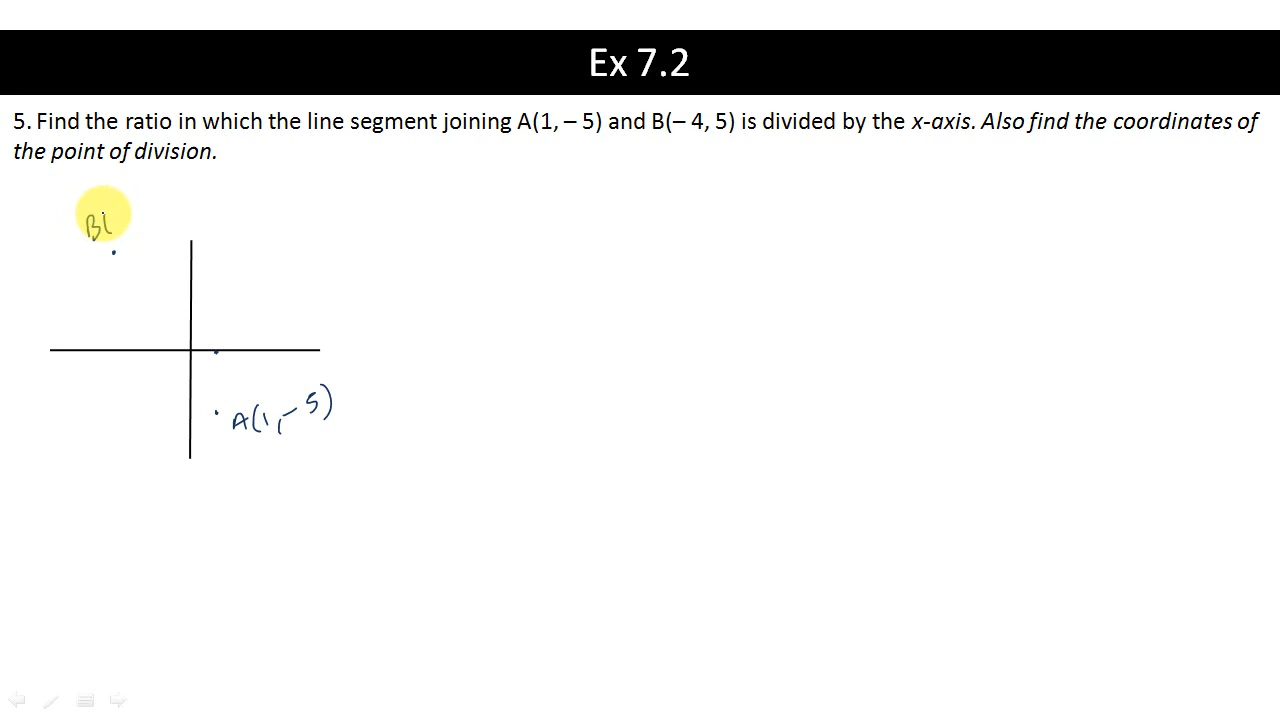 Ex 7.2
5. Find the ratio in which the line segment joining A(1, – 5) and B(– 4, 5) is divided by the x-axis. Also find the coordinates of
the point of division.
B(
A(1, – 5)